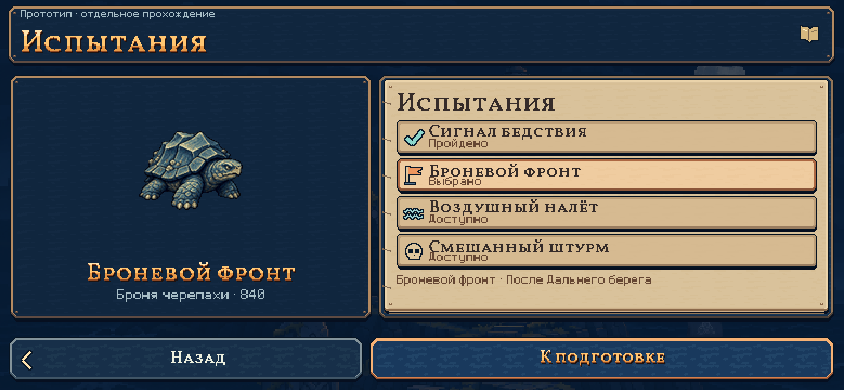 Прототип · отдельное прохождение
Испытания
Броневой фронт
Броня черепахи · 840
Испытания
Сигнал бедствия
Пройдено
Броневой фронт
Выбрано
Воздушный налёт
Доступно
Смешанный штурм
Доступно
Броневой фронт · После Дальнего берега
Назад
К подготовке